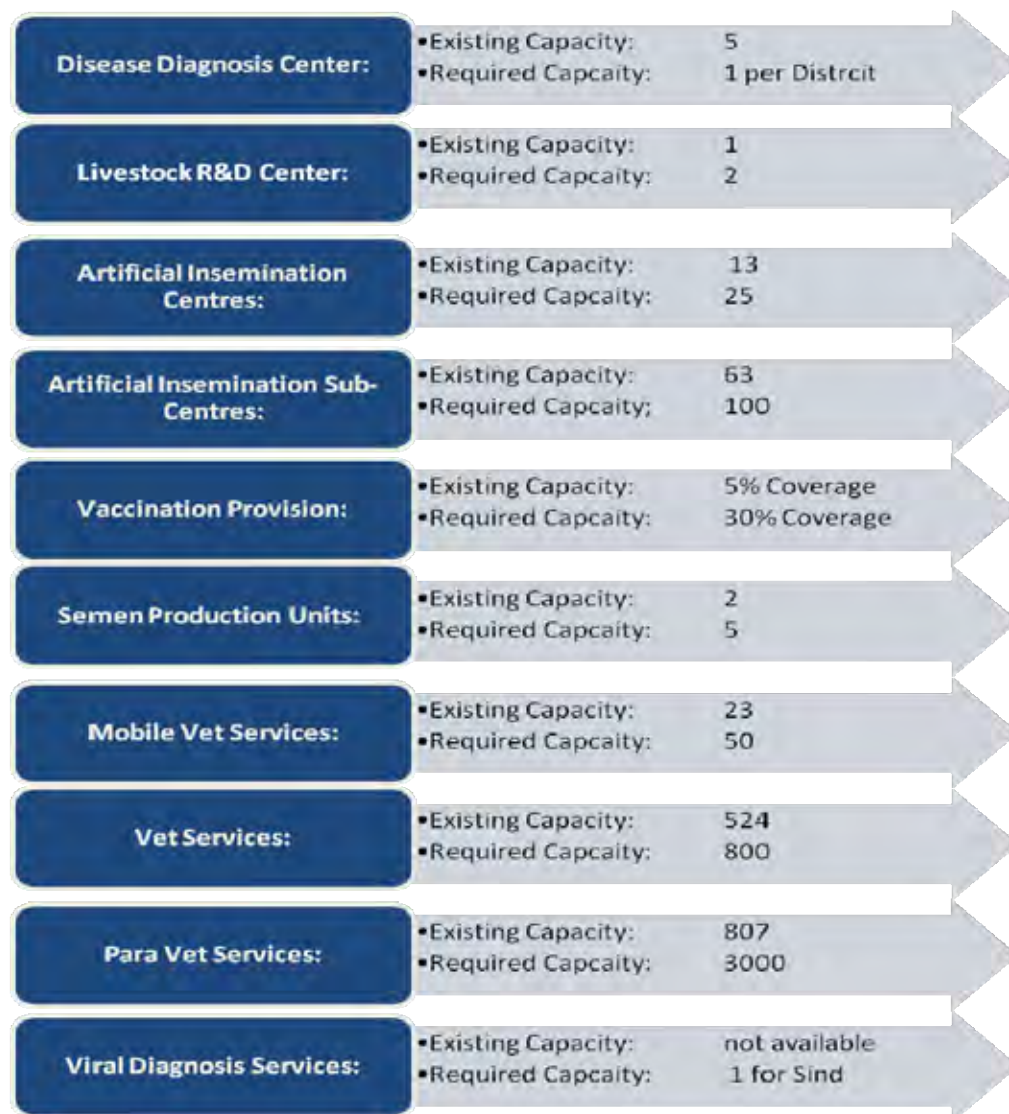 Disease Diagnosis Center:
•Existing Capacity: 5
•Required Capcaity: 1 per Distrcit
Livestock R&D Center:
•Existing Capacity: 1
•Required Capcaity: 2
Artificial Insemination
Centres:
•Existing Capacity: 13
•Required Capcaity: 25
Artificial Insemination Sub-
Centres:
•Existing Capacity: 63
•Required Capcaity; 100
Vaccination Provision:
•Existing Capacity: 5% Coverage
•Required Capcaity: 30% Coverage
Semen Production Units:
•Existing Capacity: 2
•Required Capcaity: 5
Mobile Vet Services:
•Existing Capacity: 23
•Required Capcaity: 50
Vet Services:
•Existing Capacity: 524
•Required Capcaity: 800
Para Vet Services:
•Existing Capacity: 807
•Required Capcaity: 3000
Viral Diagnosis Services:
•Existing Capacity: not available
•Required Capcaity: 1 for Sind